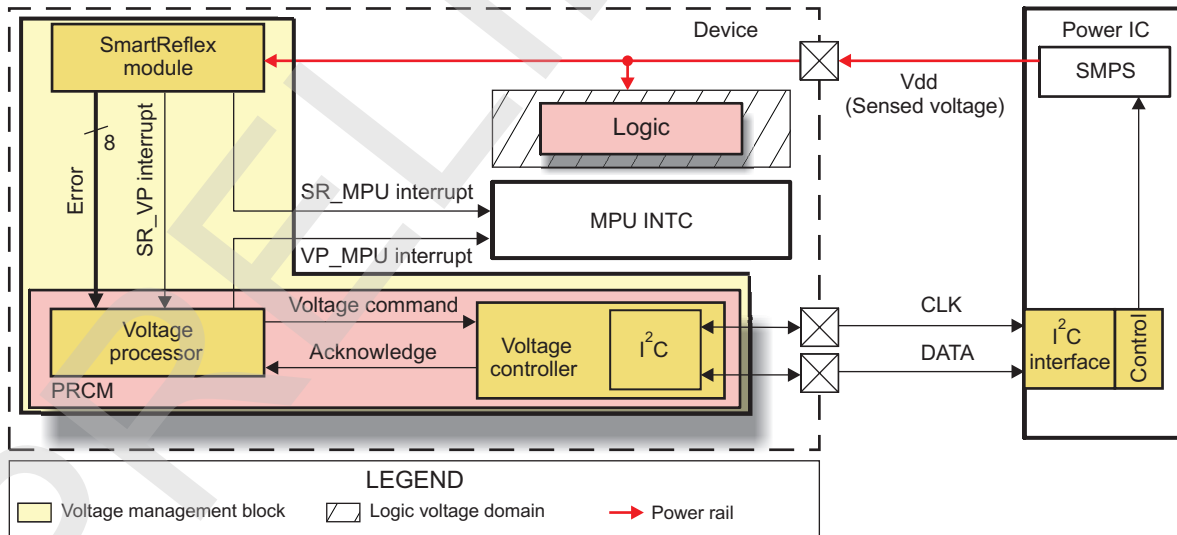 SmartReflex
module
Device
Power IC
SMPS
Vdd
(Sensed voltage)
Logic
8
Error
SR_VP interrupt
SR_MPU interrupt
MPU INTC
VP_MPU interrupt
Voltage
processor
Voltage command
Acknowledge
Voltage
controller
I2C
PRCM
CLK
DATA
I2C
interface
Control
LEGEND
Voltage management block
Logic voltage domain
Power rail